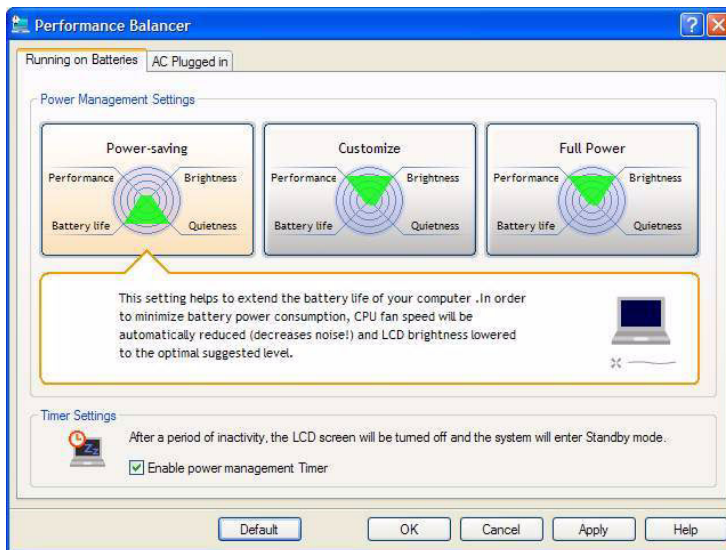 Performance Balancer
Running on Batteries
AC Plugged in
Power Management Settings
Power-saving
Performance
Brightness
Battery life
Quietness
Customize
Performance
Brightness
Battery life
Quietness
Full Power
Performance
Brightness
Battery life
Quietness
This setting helps to extend the battery life of your computer .In order
to minimize battery power consumption, CPU fan speed will be
automatically reduced (decreases noise!) and LCD brightness lowered
to the optimal suggested level.
Timer Settings
After a period of inactivity, the LCD screen will be turned off and the system will enter Standby mode.
Enable power management Timer
Default
OK
Cancel
Apply
Help